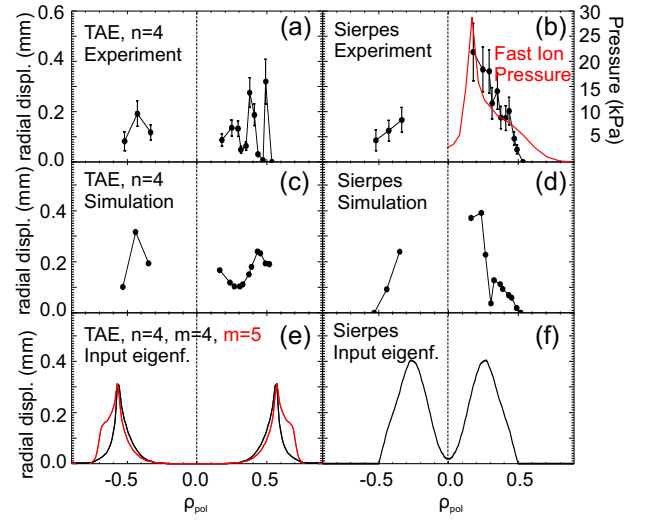 TAE, n=4
Experiment
(a)
Sierpes
Experiment
(b)
Fast Ion
Pressure
radial displ. (mm)
0.6
0.4
0.2
0.0
30
25
20
15
10
5
Pressure (kPa)
TAE, n=4
Simulation
(c)
Sierpes
Simulation
(d)
radial displ. (mm)
0.4
0.2
0.0
TAE, n=4, m=4, m=5
Input eigenf.
(e)
Sierpes
Input eigenf.
(f)
radial displ. (mm)
0.4
0.2
0.0
-0.5
0.0
0.5
-0.5
0.0
0.5
ρpol
ρpol